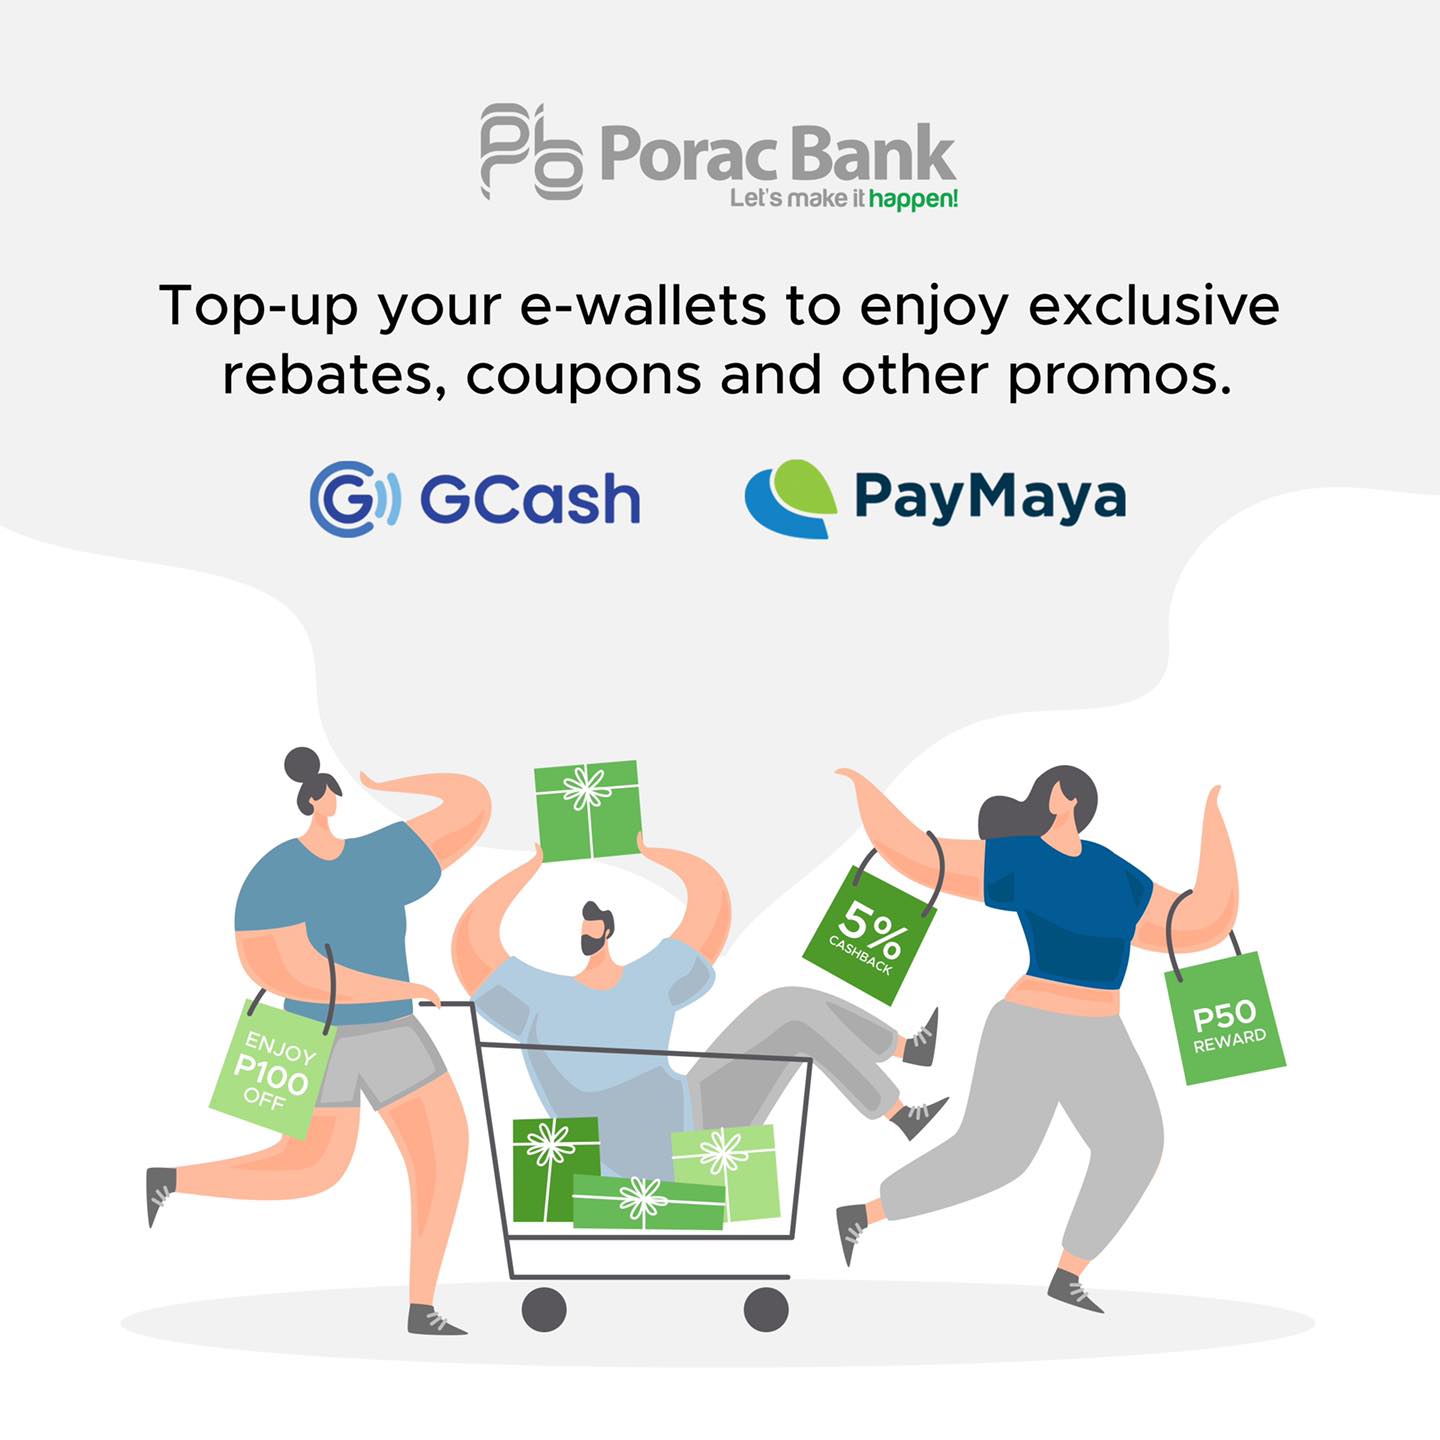 Porac Bank
Let's make it happen!
Top-up your e-wallets to enjoy exclusive
rebates, coupons and other promos.
GCash
PayMaya
5%
CASHBACK
P50
REWARD
ENJOY
P100
OFF